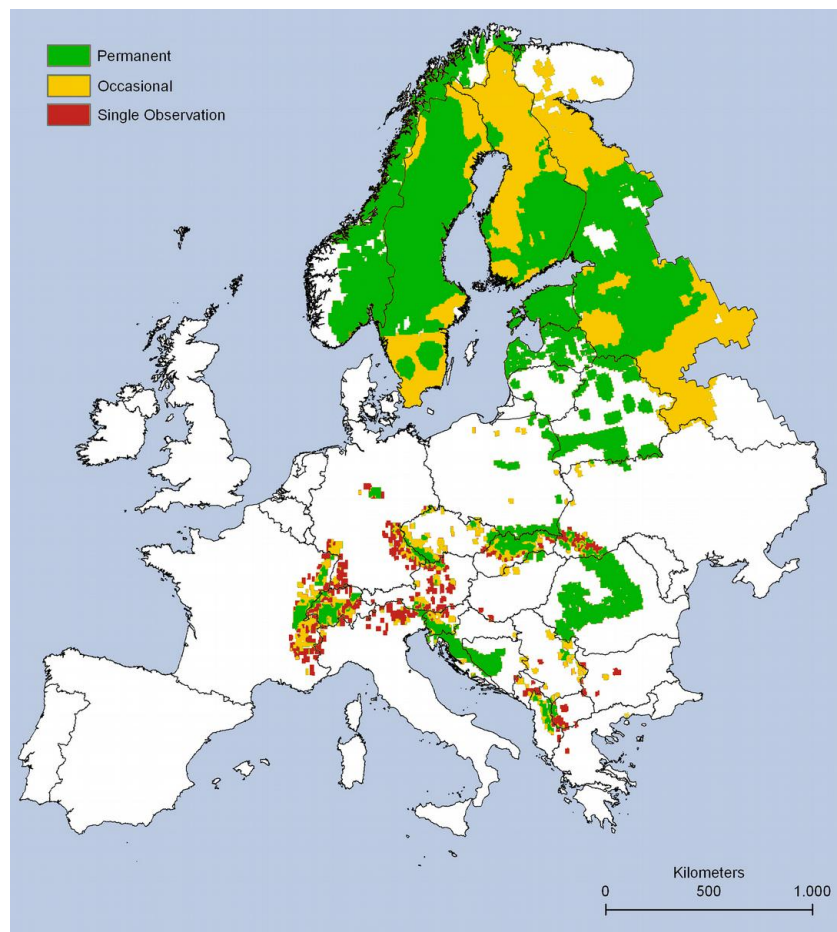 Permanent
Occasional
Single Observation
Kilometers
0 500 1.000